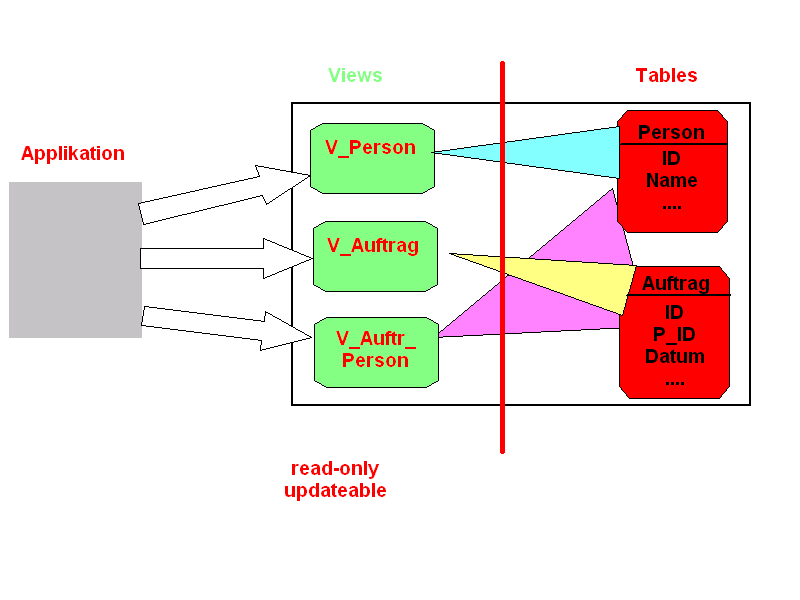 Views
Tables
Applikation
V_Person
V_Auftrag
V_Auftr_
Person
Person
ID
Name
....
Auftrag
ID
P_ID
Datum
....
read-only
updateable